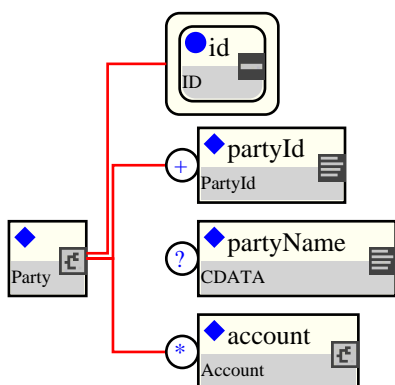 id
ID
+
partyId
PartyId
Party
?
partyName
CDATA
*
account
Account